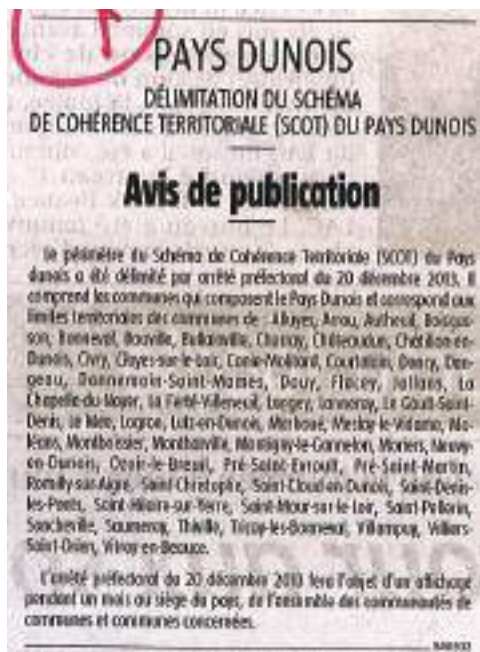 PAYS DUNOIS
DÉLIMITATION DU SCHÉMA
DE COHÉRENCE TERRITORIALE (SCOT) DU PAYS DUNOIS
Avis de publication
Le périmètre du Schéma de Cohérence Territoriale (SCOT) du Pays
dunois a été délimité par arrêté préfectoral du 20 décembre 2013. Il
comprend les communes qui composent le Pays Dunois et correspond aux
limites territoriales des communes de : Alluyes, Arrou, Autheuil, Boisgas-
son, Bonneval, Bouville, Bullainville, Charray, Châteaudun, Châtillon-en-
Dunois, Civry, Cloyes-sur-le-Loir, Conie-Molitard, Courtalain, Dancy, Dan-
geau, Donnemain-Saint-Mamès, Douy, Flacey, Jallans, La
Chapelle-du-Noyer, La Ferté-Villeneuil, Langey, Lanneray, Le Gault-Saint-
Denis, Le Mée, Logron, Lutz-en-Dunois, Marboué, Meslay-le-Vidame, Mo-
léans, Montboissier, Montharville, Montigny-le-Gannelon, Moriers, Neuvy-
en-Dunois, Ozoir-le-Breuil, Pré-Saint-Evroult, Pré-Saint-Martin,
Romilly-sur-Aigre, Saint-Christophe, Saint-Cloud-en-Dunois, Saint-Denis-
les-Ponts, Saint-Hilaire-sur-Yerre, Saint-Maur-sur-le-Loir, Saint-Pellerin,
Sancheville, Saumeray, Thiville, Trizay-les-Bonneval, Villampuy, Villiers-
Saint-Orien, Vitray-en-Beauce.
L'arrêté préfectoral du 20 décembre 2013 fera l'objet d'un affichage
pendant un mois au siège du pays, de l'ensemble des communautés de
communes et communes concernées.